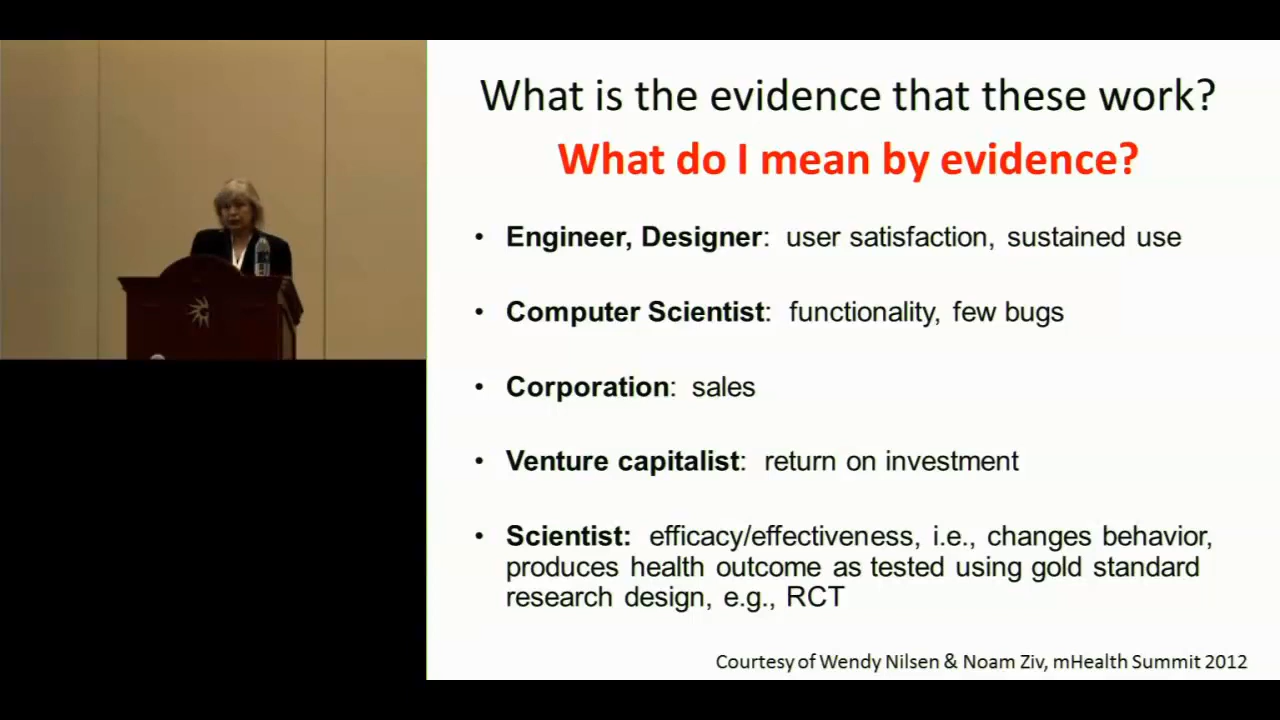 What is the evidence that these work?
What do I mean by evidence?
• Engineer, Designer: user satisfaction, sustained use
• Computer Scientist: functionality, few bugs
• Corporation: sales
• Venture capitalist: return on investment
• Scientist: efficacy/effectiveness, i.e., changes behavior,
produces health outcome as tested using gold standard
research design, e.g., RCT
Courtesy of Wendy Nilsen & Noam Ziv, mHealth Summit 2012